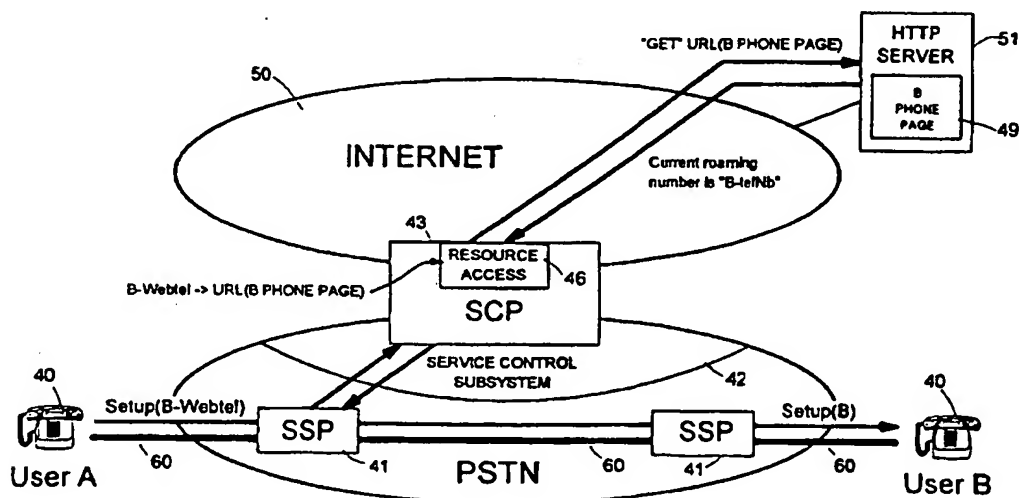 "GET" URL(B PHONE PAGE)
HTTP
SERVER
51
B
PHONE
PAGE
49
50
INTERNET
Current roaming
number is "B-telNb"
43
RESOURCE
ACCESS
46
B-Webtel -> URL(B PHONE PAGE)
SCP
SERVICE CONTROL
SUBSYSTEM
42
40
Setup(B-Webtel)
SSP
SSP
Setup(B)
40
60
41
60
41
60
User A
PSTN
User B